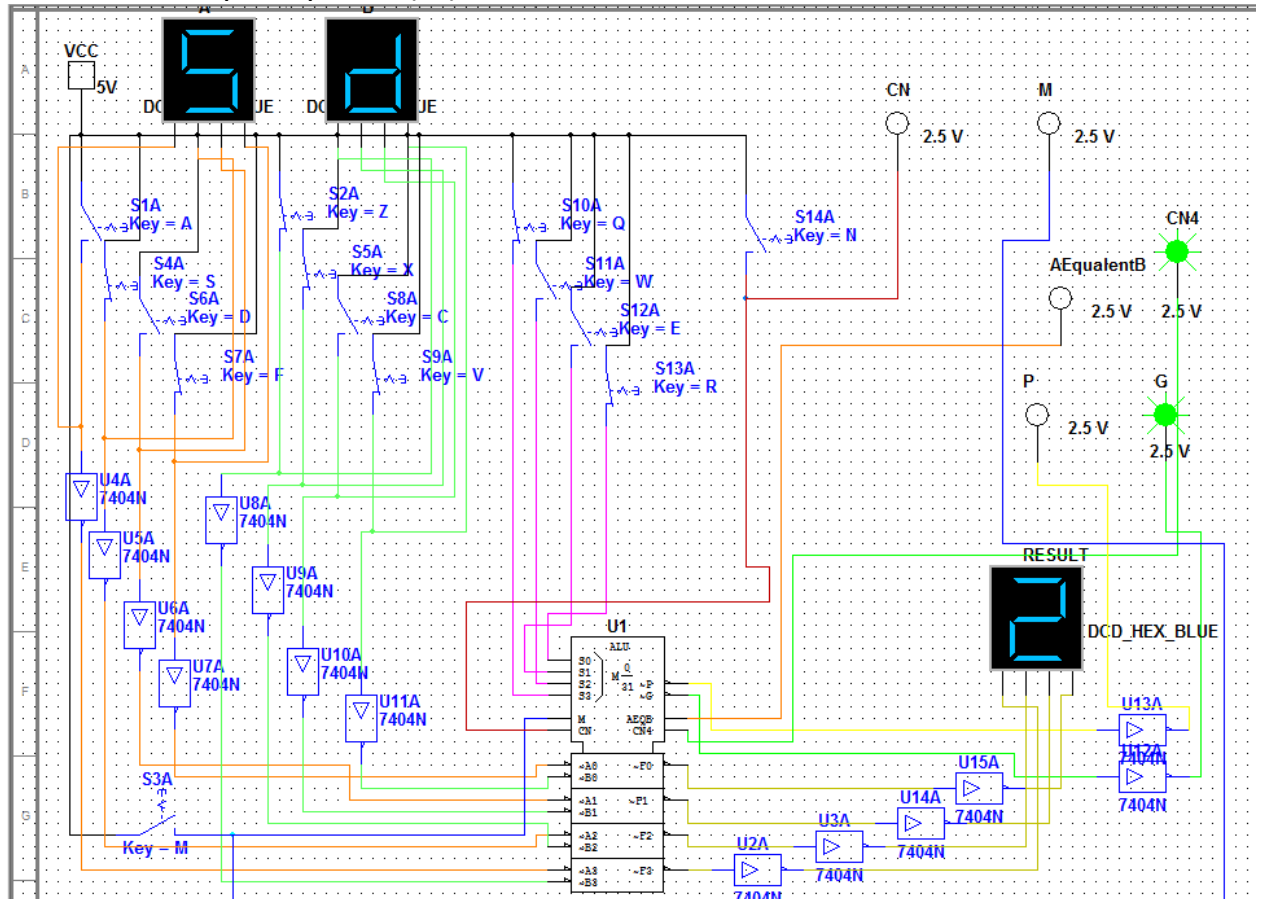 A
B
VCC
5V
5
d
DC
UE
DC
UE
CN
2.5 V
M
2.5 V
A
B
C
D
E
F
G
S1A
Key = A
S2A
Key = Z
S10A
Key = Q
S14A
Key = N
CN4
2.5 V
S4A
Key = S
S5A
Key = X
S11A
Key = W
AEqualentB
2.5 V
S6A
Key = D
S8A
Key = C
S12A
Key = E
S7A
Key = F
S9A
Key = V
S13A
Key = R
P
2.5 V
G
2.5 V
U4A
7404N
U8A
7404N
U5A
7404N
U9A
7404N
U6A
7404N
U10A
7404N
U7A
7404N
U11A
7404N
RESULT
2
DCD_HEX_BLUE
U1
ALU
S0
S1
S2
S3
M 0
31
~P
~G
M
CN
AEQB
CN4
~A0
~B0
~F0
~A1
~B1
~F1
~A2
~B2
~F2
~A3
~B3
~F3
S3A
Key = M
U13A
7404N
U12A
7404N
U15A
7404N
U14A
7404N
U3A
7404N
U2A
7404N